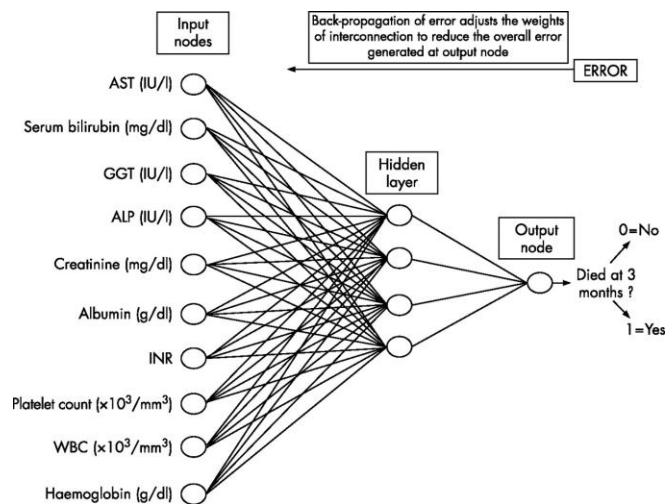 Input
nodes
Back-propagation of error adjusts the weights
of interconnection to reduce the overall error
generated at output node
ERROR
AST (IU/l)
Serum bilirubin (mg/dl)
GGT (IU/l)
ALP (IU/l)
Creatinine (mg/dl)
Albumin (g/dl)
INR
Platelet count (×10³/mm³)
WBC (×10³/mm³)
Haemoglobin (g/dl)
Hidden
layer
Output
node
0=No
Died at 3
months ?
1=Yes